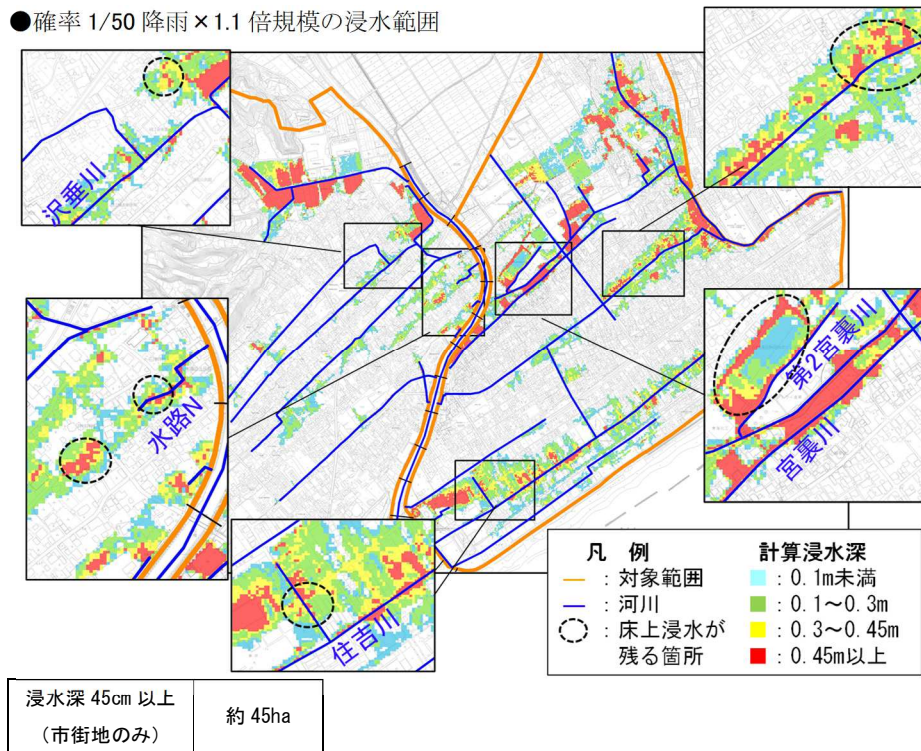 ●確率 1/50 降雨×1.1 倍規模の浸水範囲
沢垂川
水路N
第2宮裏川
宮裏川
住吉川
凡 例
：対象範囲
：河川
：床上浸水が
残る箇所
計算浸水深
：0.1m未満
：0.1～0.3m
：0.3～0.45m
：0.45m以上
浸水深 45cm 以上
（市街地のみ）
約 45ha